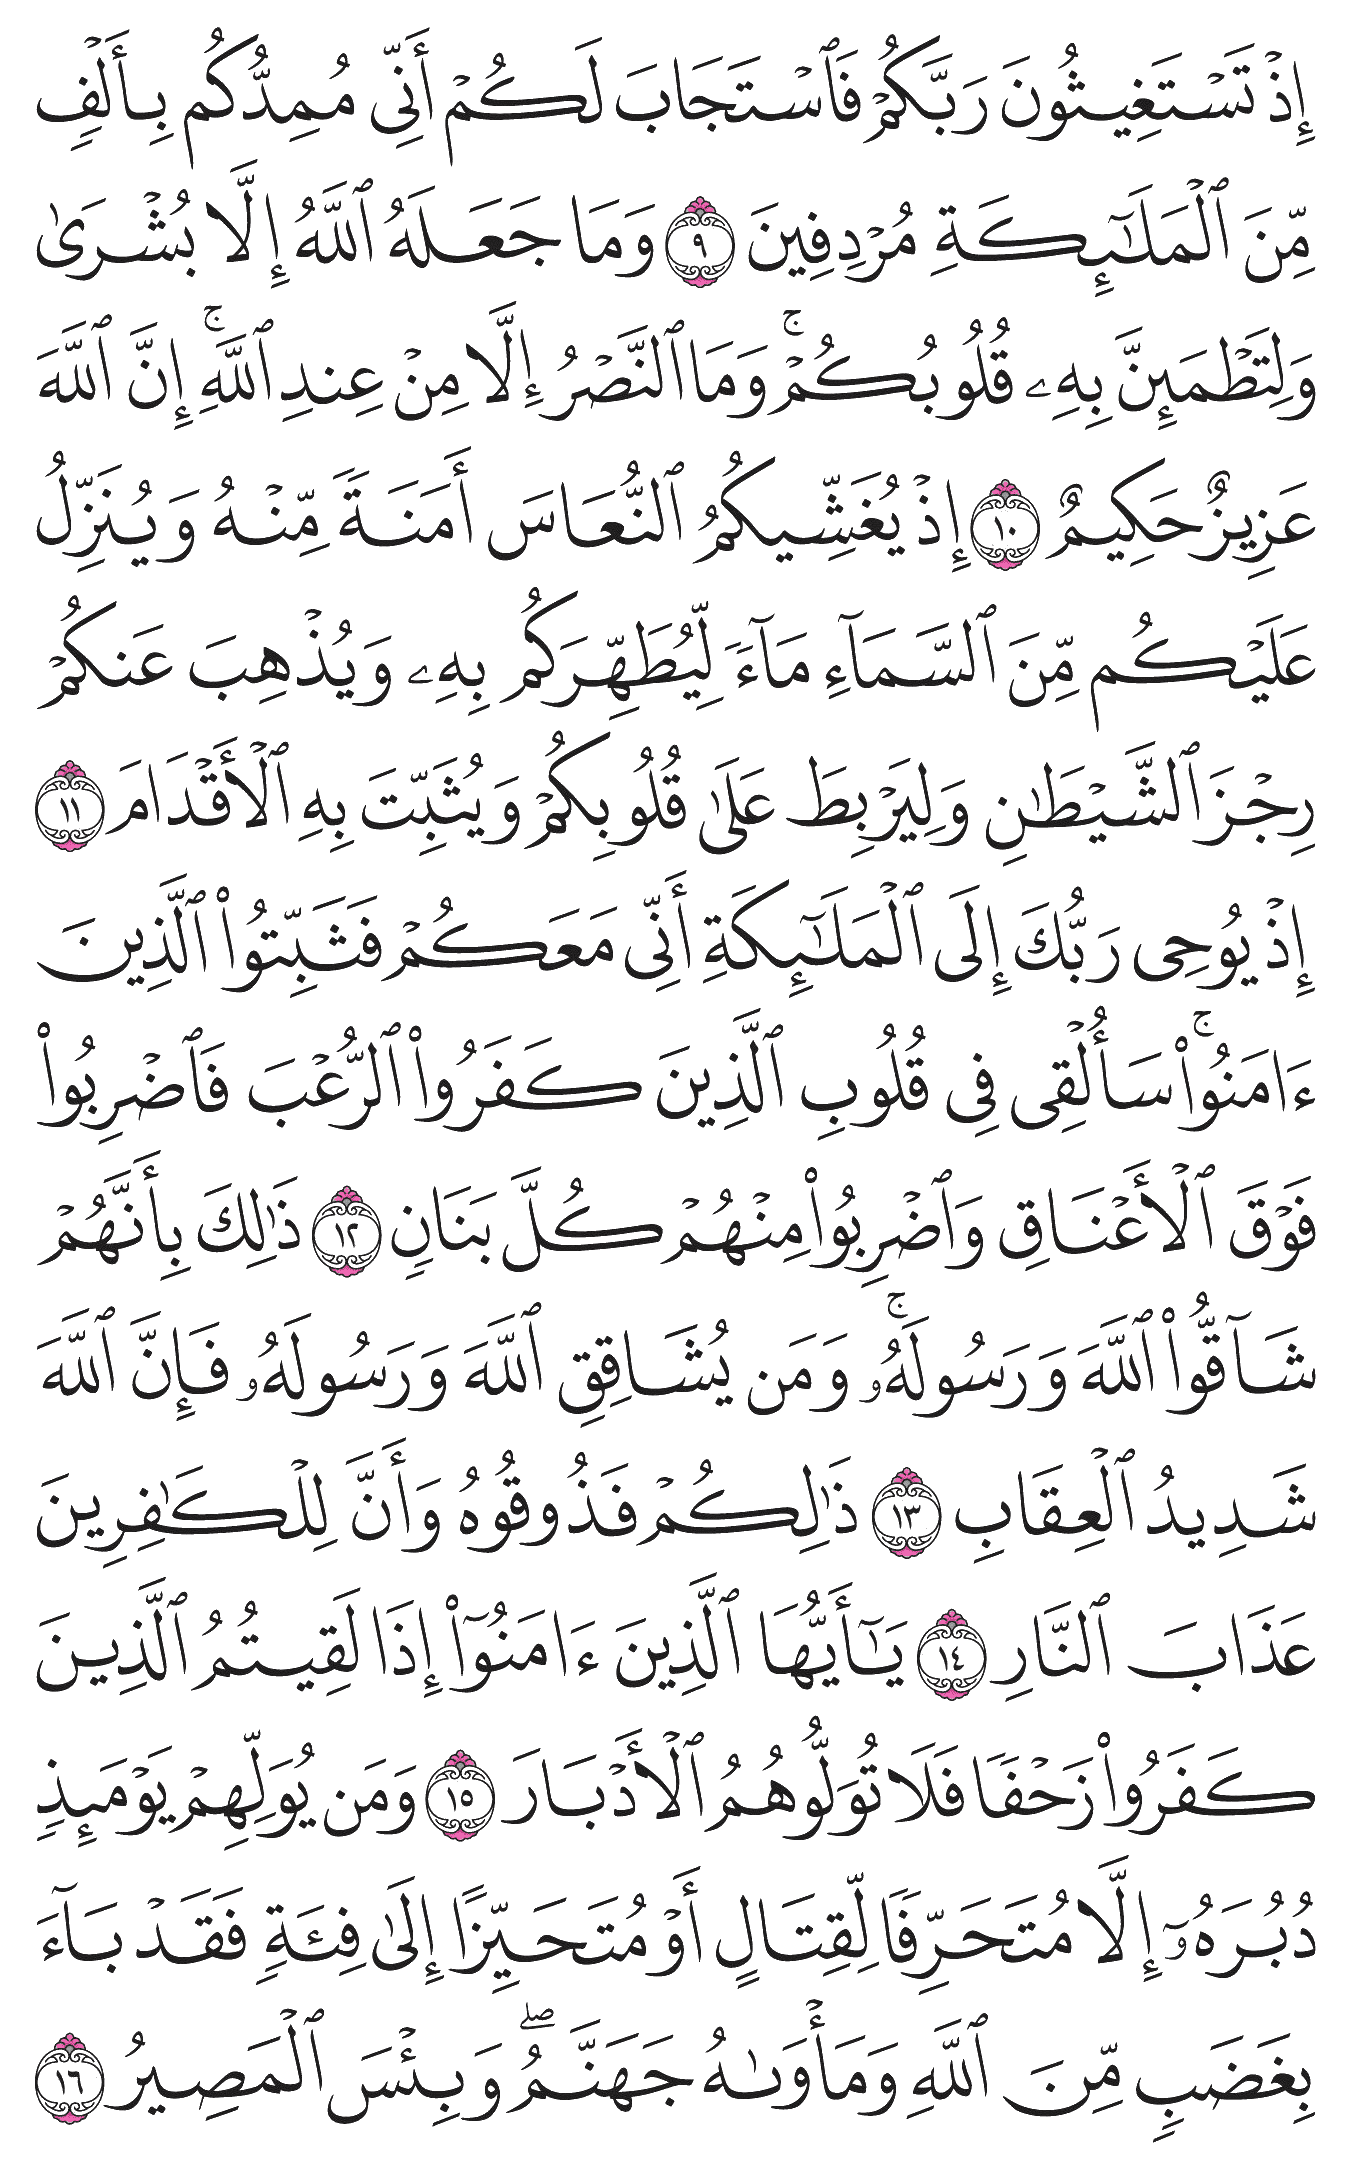 إِذۡ تَسۡتَغِيثُونَ رَبَّكُمۡ فَٱسۡتَجَابَ لَكُمۡ أَنِّي مُمِدُّكُم بِأَلۡفٖ
مِّنَ ٱلۡمَلَٰٓئِكَةِ مُرۡدِفِينَ ٩ وَمَا جَعَلَهُ ٱللَّهُ إِلَّا بُشۡرَىٰ
وَلِتَطۡمَئِنَّ بِهِۦ قُلُوبُكُمۡۚ وَمَا ٱلنَّصۡرُ إِلَّا مِنۡ عِندِ ٱللَّهِۚ إِنَّ ٱللَّهَ
عَزِيزٌ حَكِيمٌ ١٠ إِذۡ يُغَشِّيكُمُ ٱلنُّعَاسَ أَمَنَةٗ مِّنۡهُ وَيُنَزِّلُ
عَلَيۡكُم مِّنَ ٱلسَّمَآءِ مَآءٗ لِّيُطَهِّرَكُم بِهِۦ وَيُذۡهِبَ عَنكُمۡ
رِجۡزَ ٱلشَّيۡطَٰنِ وَلِيَرۡبِطَ عَلَىٰ قُلُوبِكُمۡ وَيُثَبِّتَ بِهِ ٱلۡأَقۡدَامَ ١١
إِذۡ يُوحِي رَبُّكَ إِلَى ٱلۡمَلَٰٓئِكَةِ أَنِّي مَعَكُمۡ فَثَبِّتُواْ ٱلَّذِينَ
ءَامَنُواْۚ سَأُلۡقِي فِي قُلُوبِ ٱلَّذِينَ كَفَرُواْ ٱلرُّعۡبَ فَٱضۡرِبُواْ
فَوۡقَ ٱلۡأَعۡنَاقِ وَٱضۡرِبُواْ مِنۡهُمۡ كُلَّ بَنَانٖ ١٢ ذَٰلِكَ بِأَنَّهُمۡ
شَآقُّواْ ٱللَّهَ وَرَسُولَهُۥۚ وَمَن يُشَاقِقِ ٱللَّهَ وَرَسُولَهُۥ فَإِنَّ ٱللَّهَ
شَدِيدُ ٱلۡعِقَابِ ١٣ ذَٰلِكُمۡ فَذُوقُوهُ وَأَنَّ لِلۡكَٰفِرِينَ
عَذَابَ ٱلنَّارِ ١٤ يَٰٓأَيُّهَا ٱلَّذِينَ ءَامَنُوٓاْ إِذَا لَقِيتُمُ ٱلَّذِينَ
كَفَرُواْ زَحۡفٗا فَلَا تُوَلُّوهُمُ ٱلۡأَدۡبَارَ ١٥ وَمَن يُوَلِّهِمۡ يَوۡمَئِذٖ
دُبُرَهُۥٓ إِلَّا مُتَحَرِّفٗا لِّقِتَالٍ أَوۡ مُتَحَيِّزًا إِلَىٰ فِئَةٖ فَقَدۡ بَآءَ
بِغَضَبٖ مِّنَ ٱللَّهِ وَمَأۡوَىٰهُ جَهَنَّمُۖ وَبِئۡسَ ٱلۡمَصِيرُ ١٦